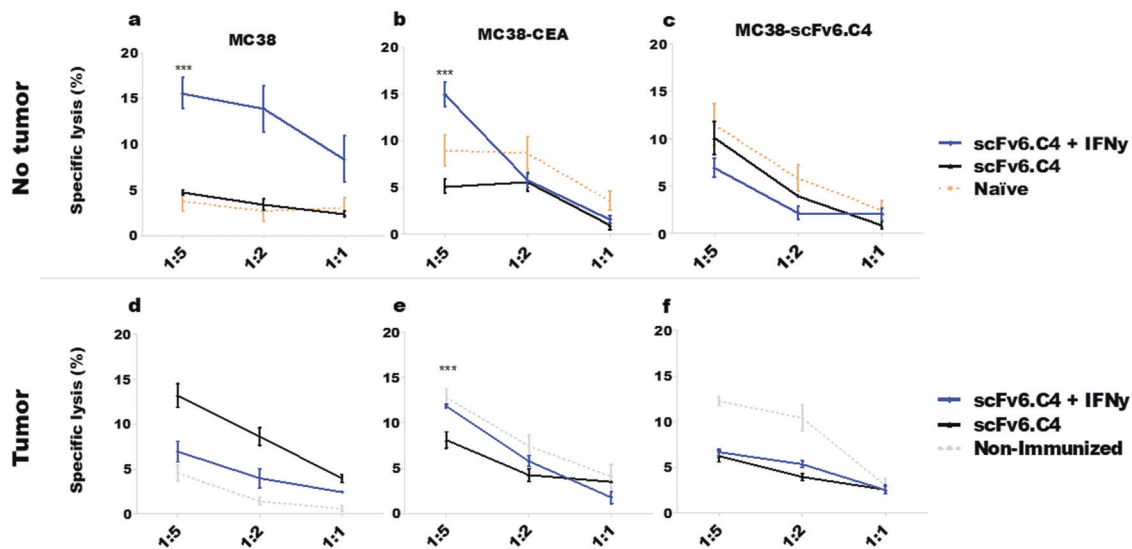 a b c
MC38 MC38-CEA MC38-scFv6.C4
No tumor
Specific lysis (%)
20 20 20
15 15 15
10 10 10
5 5 5
0 0 0
*** ***
1:5 1:2 1:1 1:5 1:2 1:1 1:5 1:2 1:1
scFv6.C4 + IFNy
scFv6.C4
Naïve
d e f
Tumor
Specific lysis (%)
20 20 20
15 15 15
10 10 10
5 5 5
0 0 0
***
1:5 1:2 1:1 1:5 1:2 1:1 1:5 1:2 1:1
scFv6.C4 + IFNy
scFv6.C4
Non-Immunized